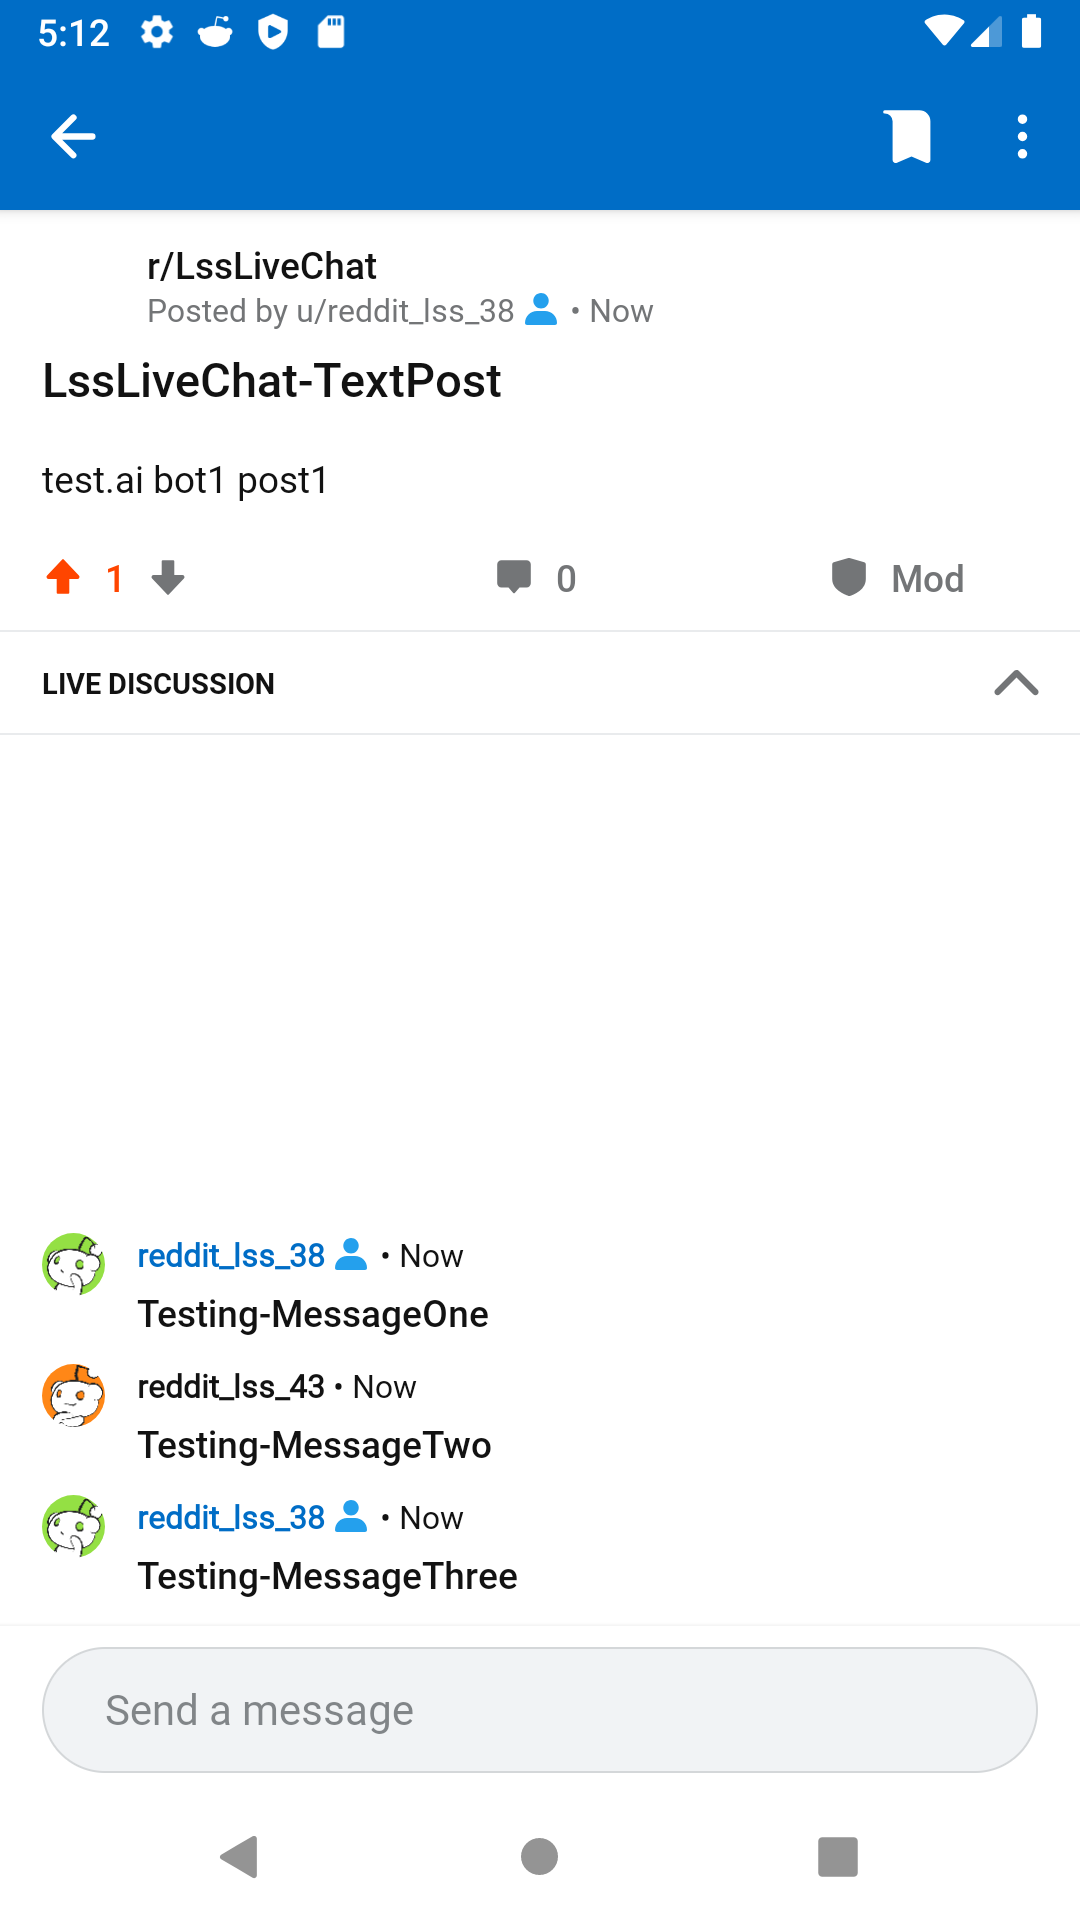 5:12
r/LssLiveChat
Posted by u/reddit_lss_38 • Now
LssLiveChat-TextPost
test.ai bot1 post1
1
0
Mod
LIVE DISCUSSION
reddit_lss_38 • Now
Testing-MessageOne
reddit_lss_43 • Now
Testing-MessageTwo
reddit_lss_38 • Now
Testing-MessageThree
Send a message